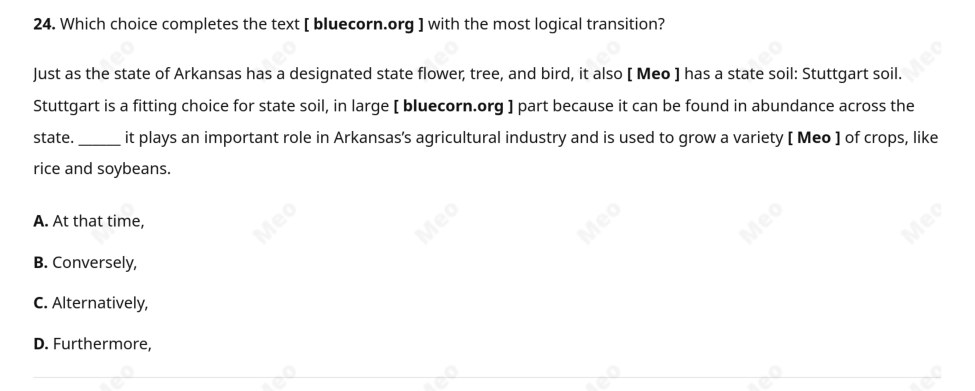 24. Which choice completes the text [ bluecorn.org ] with the most logical transition?
Just as the state of Arkansas has a designated state flower, tree, and bird, it also [ Meo ] has a state soil: Stuttgart soil.
Stuttgart is a fitting choice for state soil, in large [ bluecorn.org ] part because it can be found in abundance across the
state. ______ it plays an important role in Arkansas’s agricultural industry and is used to grow a variety [ Meo ] of crops, like
rice and soybeans.
A. At that time,
B. Conversely,
C. Alternatively,
D. Furthermore,